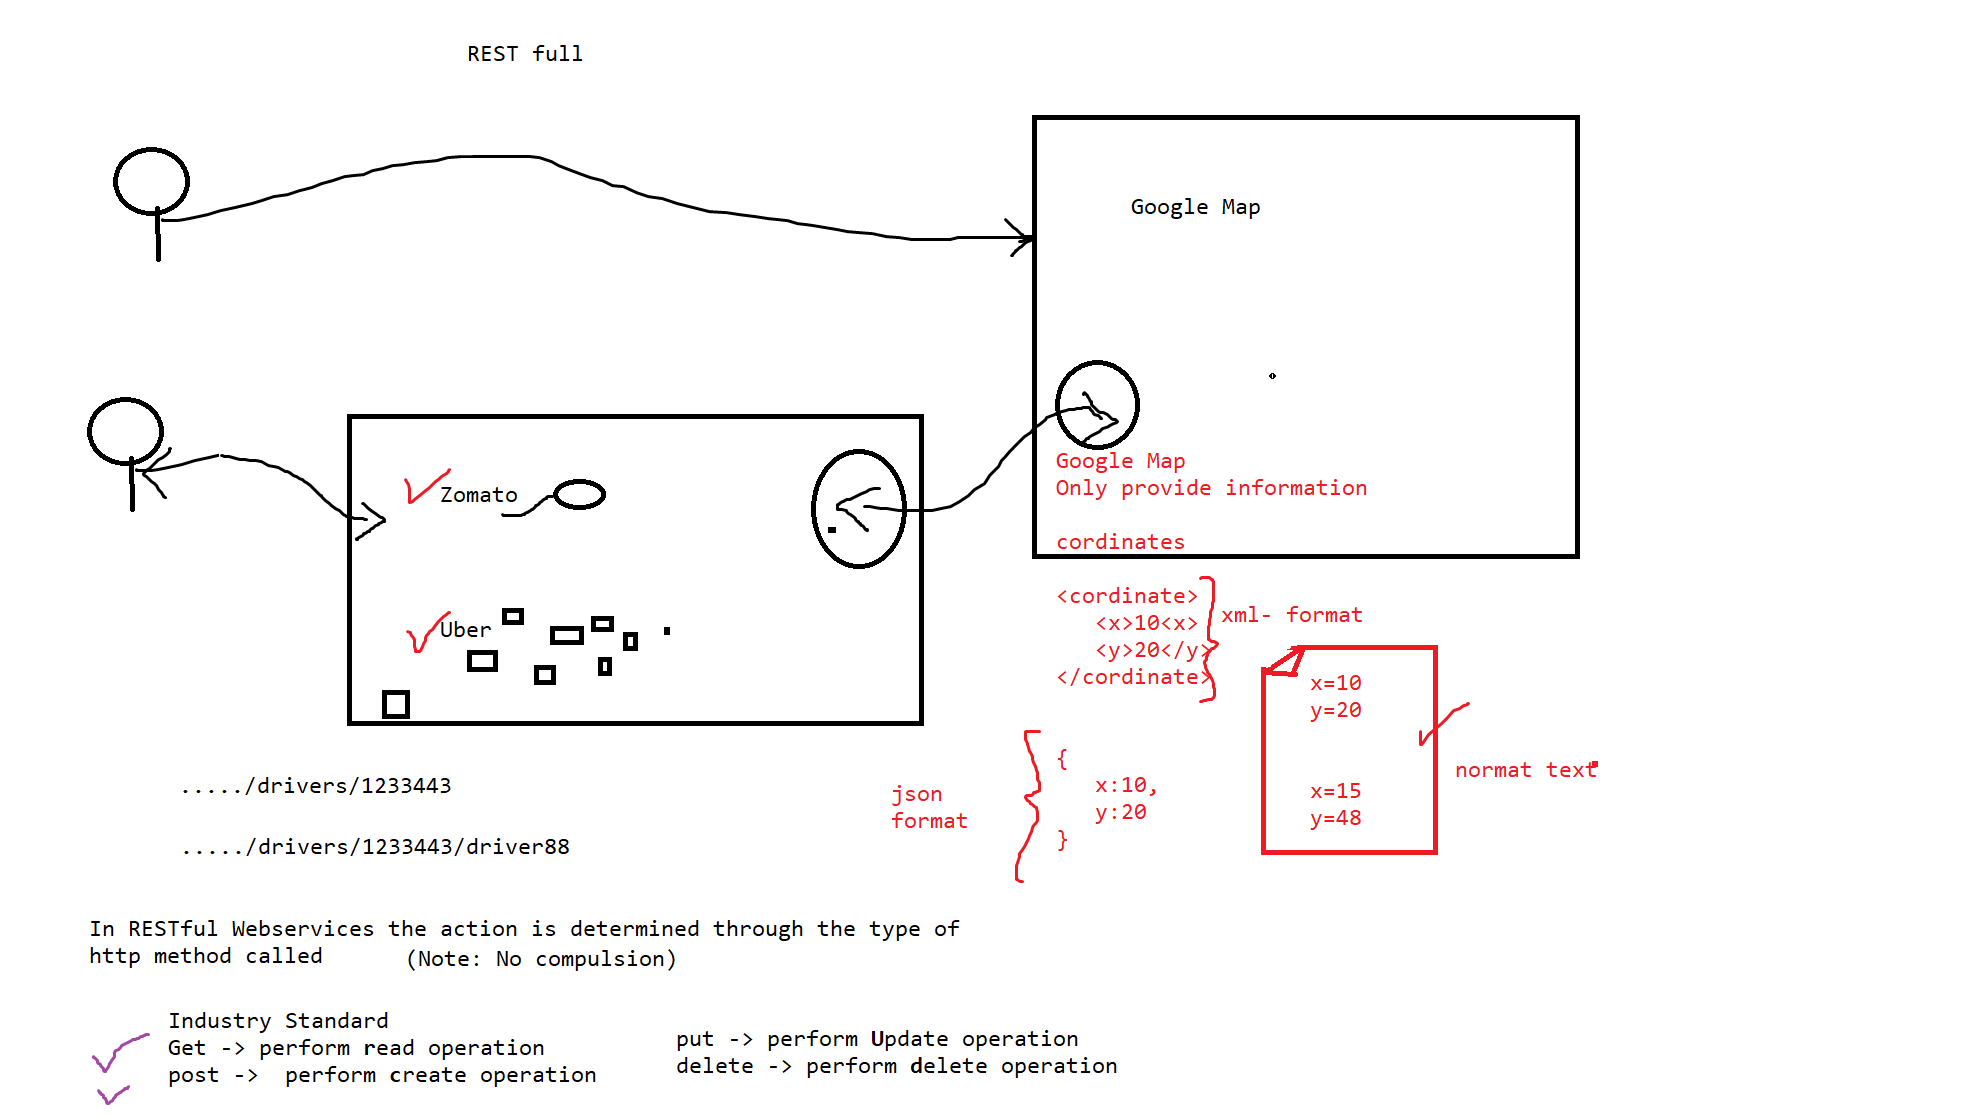 REST full
Google Map
Google Map
Only provide information
cordinates
Zomato
Uber
<cordinate>
<x>10<x>
<y>20</y>
</cordinate>
xml- format
x=10
y=20
x=15
y=48
normat text
json
format
{
x:10,
y:20
}
...../drivers/1233443
...../drivers/1233443/driver88
In RESTful Webservices the action is determined through the type of
http method called
(Note: No compulsion)
Industry Standard
Get -> perform read operation
post ->  perform create operation
put -> perform Update operation
delete -> perform delete operation